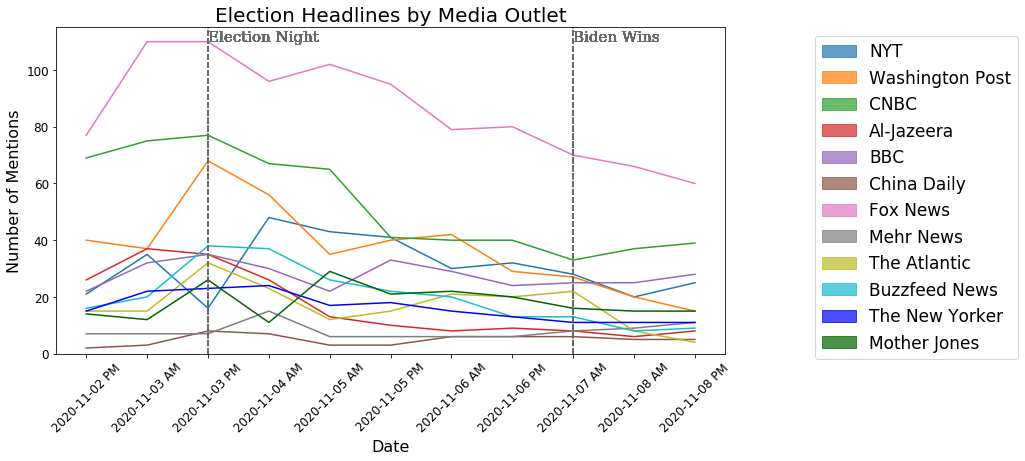 Election Headlines by Media Outlet
Election Night
Biden Wins
Number of Mentions
100
80
60
40
20
0
2020-11-02 PM
2020-11-03 AM
2020-11-03 PM
2020-11-04 AM
2020-11-05 AM
2020-11-05 PM
2020-11-06 AM
2020-11-06 PM
2020-11-07 AM
2020-11-08 AM
2020-11-08 PM
Date
NYT
Washington Post
CNBC
Al-Jazeera
BBC
China Daily
Fox News
Mehr News
The Atlantic
Buzzfeed News
The New Yorker
Mother Jones